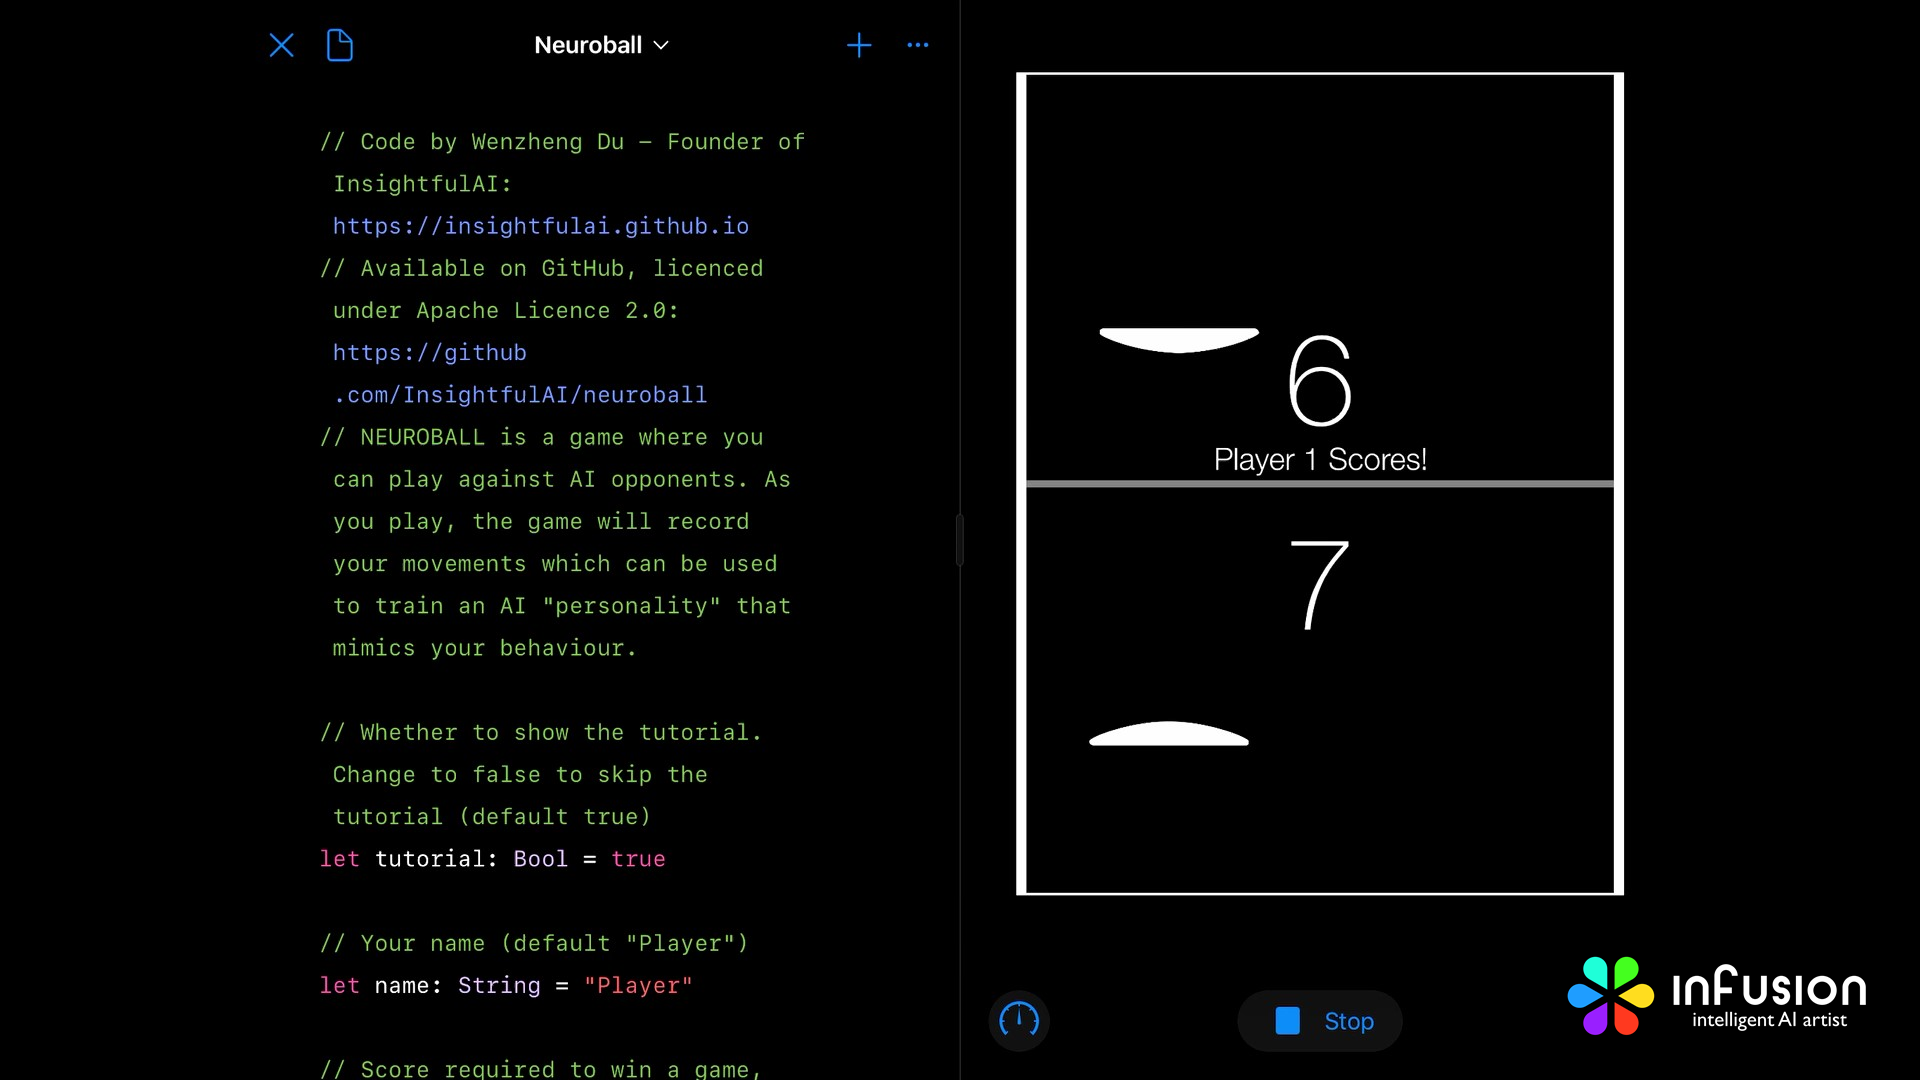 Neuroball
// Code by Wenzheng Du – Founder of
InsightfulAI:
https://insightfulai.github.io
// Available on GitHub, licenced
under Apache Licence 2.0:
https://github
.com/InsightfulAI/neuroball
// NEUROBALL is a game where you
can play against AI opponents. As
you play, the game will record
your movements which can be used
to train an AI "personality" that
mimics your behaviour.
// Whether to show the tutorial.
Change to false to skip the
tutorial (default true)
let tutorial: Bool = true
// Your name (default "Player")
let name: String = "Player"
// Score required to win a game,
6
Player 1 Scores!
7
Stop
inFusion
intelligent AI artist